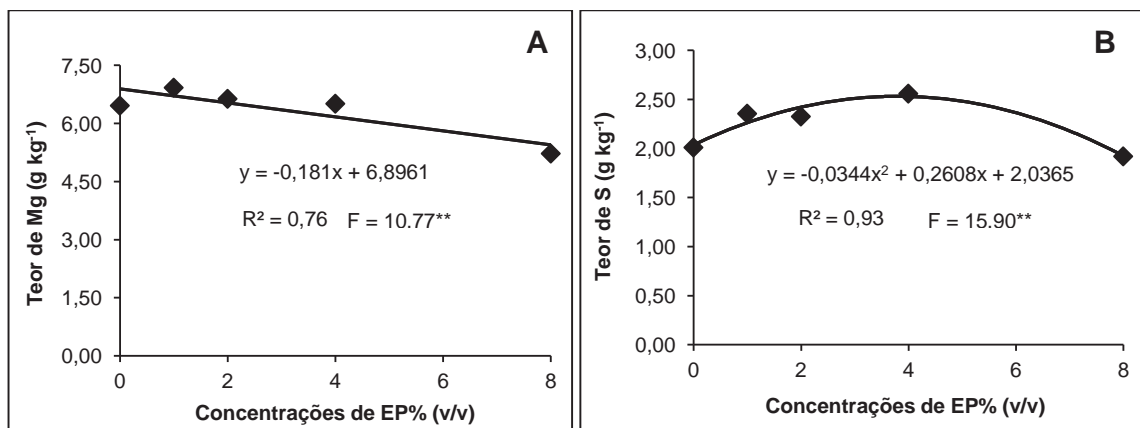 A
Teor de Mg (g kg-1)
7,50
6,00
4,50
3,00
1,50
0,00
y = -0,181x + 6,8961
R² = 0,76 F = 10.77**
0 2 4 6 8
Concentrações de EP% (v/v)
B
Teor de S (g kg-1)
3,00
2,50
2,00
1,50
1,00
0,50
0,00
y = -0,0344x² + 0,2608x + 2,0365
R² = 0,93 F = 15.90**
0 2 4 6 8
Concentrações de EP% (v/v)